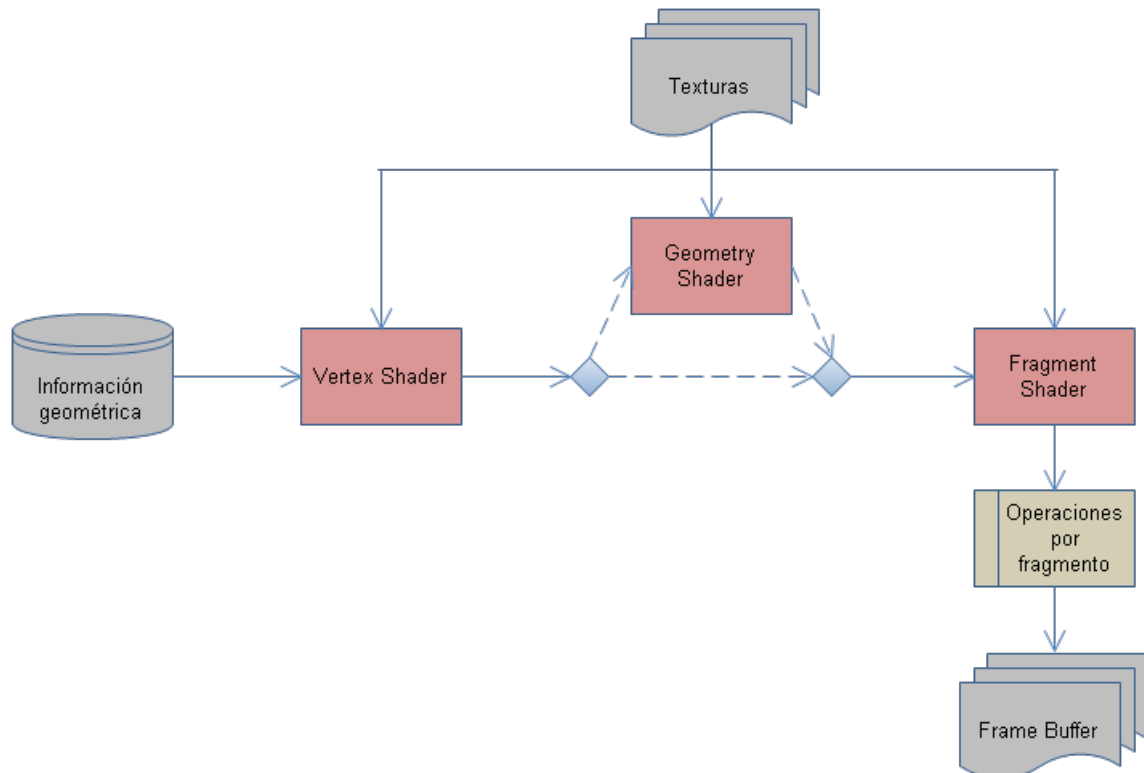 Texturas
Geometry
Shader
Información
geométrica
Vertex Shader
Fragment
Shader
Operaciones
por
fragmento
Frame Buffer